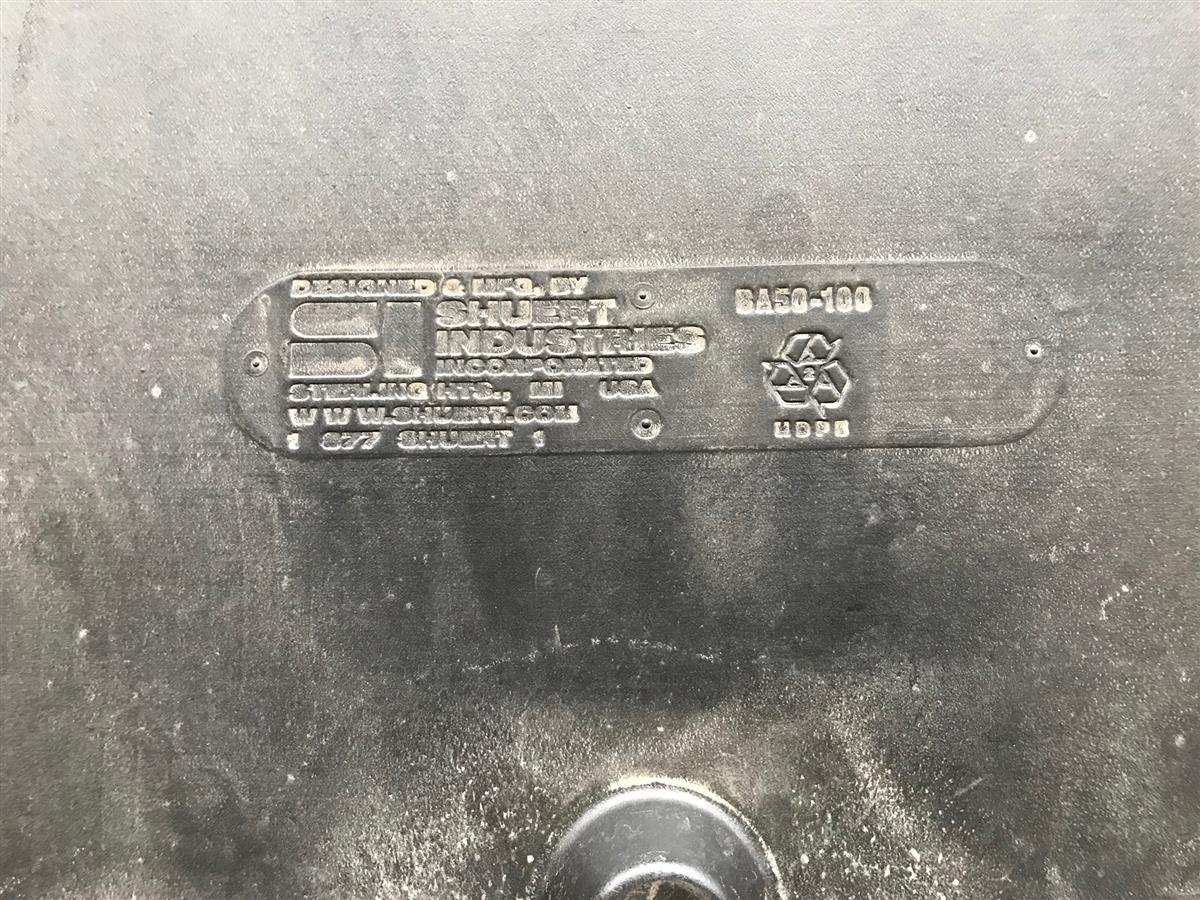 DESIGNED & MFG. BY
SI
SHUERT
INDUSTRIES
INCORPORATED
STERLING HTS., MI USA
WWW.SHUERT.COM
1 877 SHUERT 1
BA50-100
2
HDPE